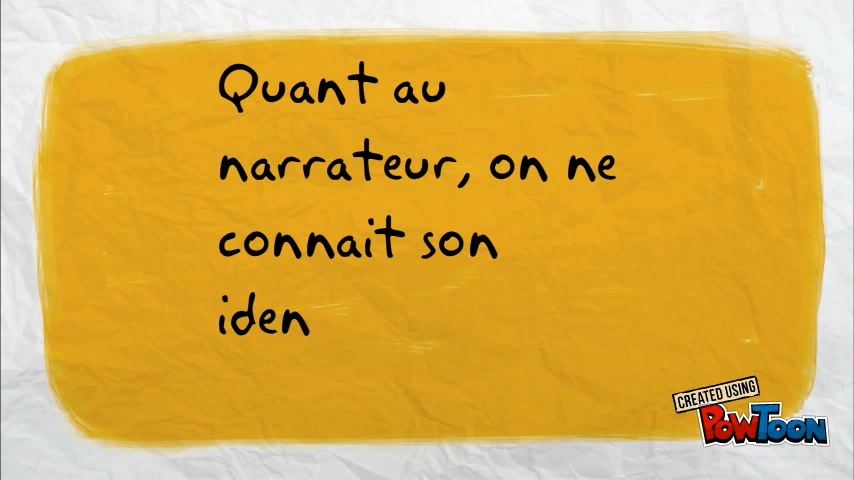 Quant au
narrateur, on ne
connait son
iden
CREATED USING
POWTOON